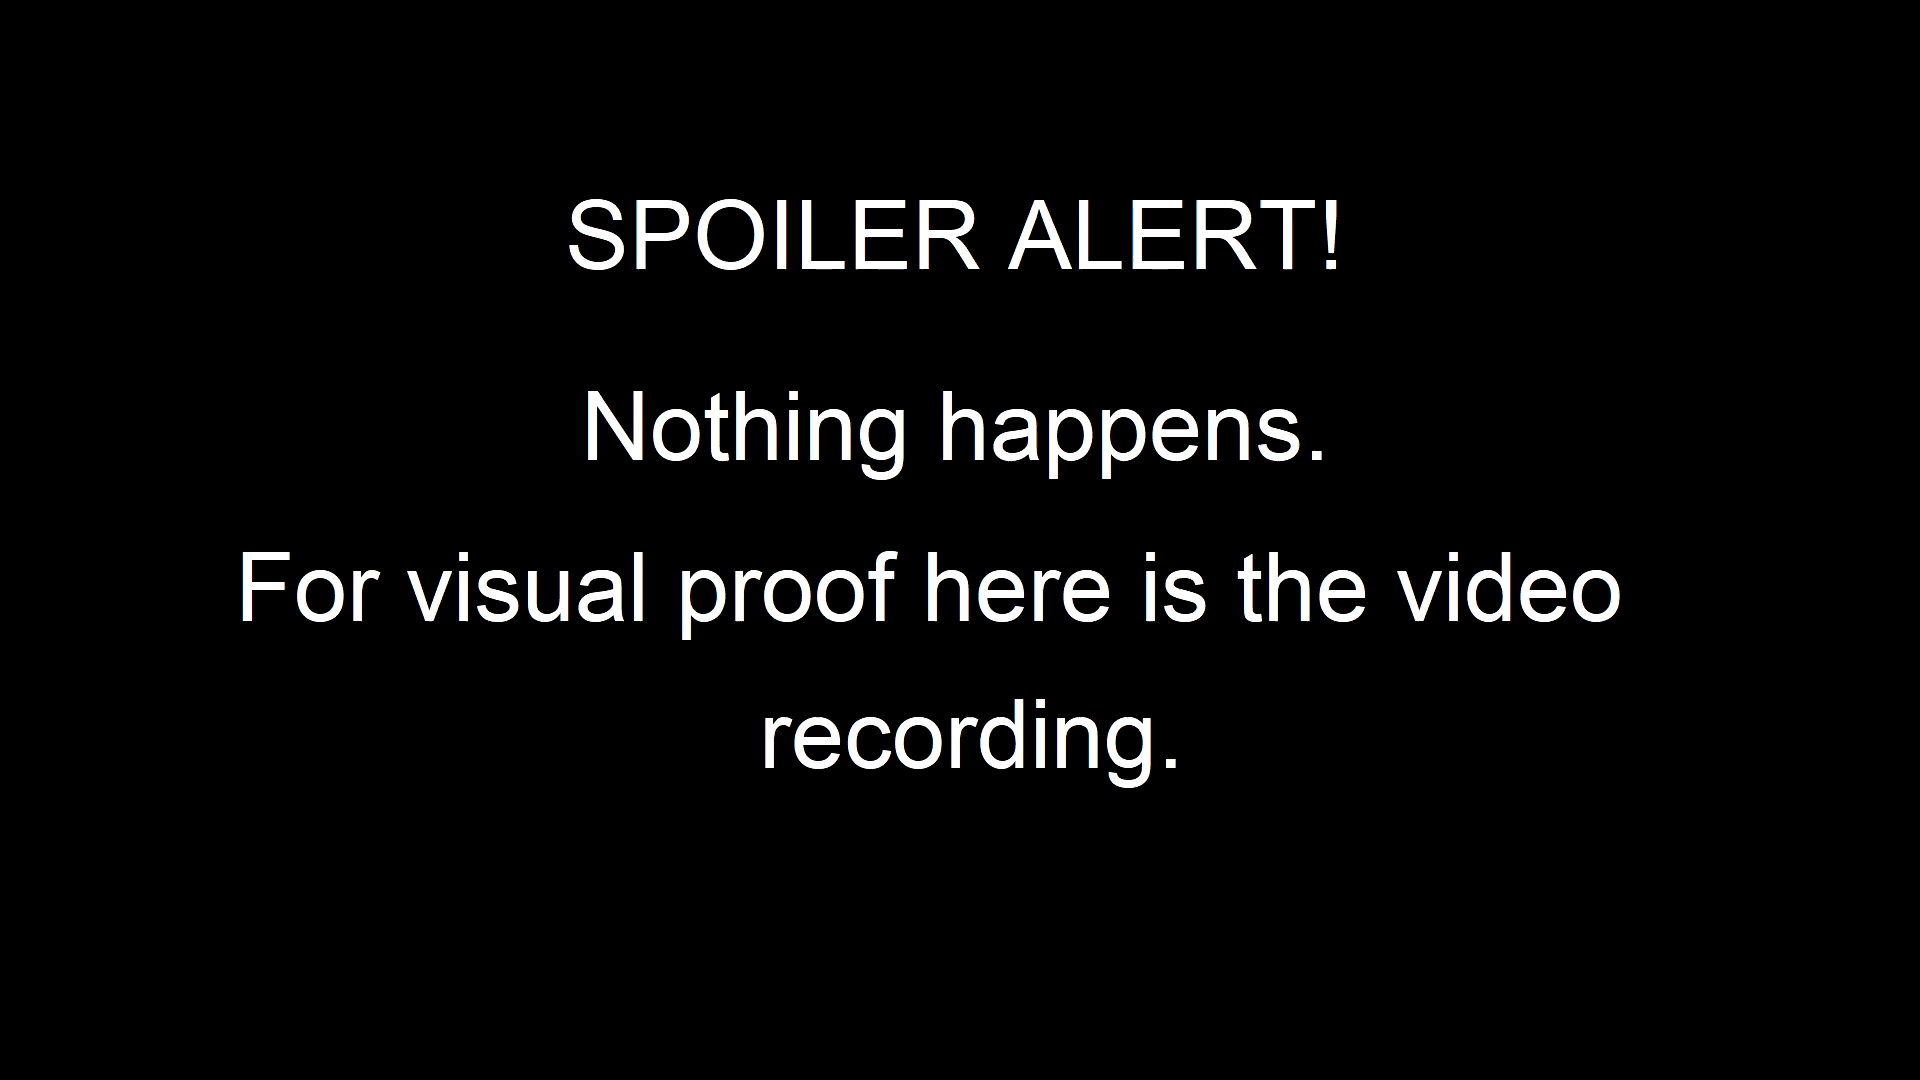 SPOILER ALERT!
Nothing happens.
For visual proof here is the video
recording.